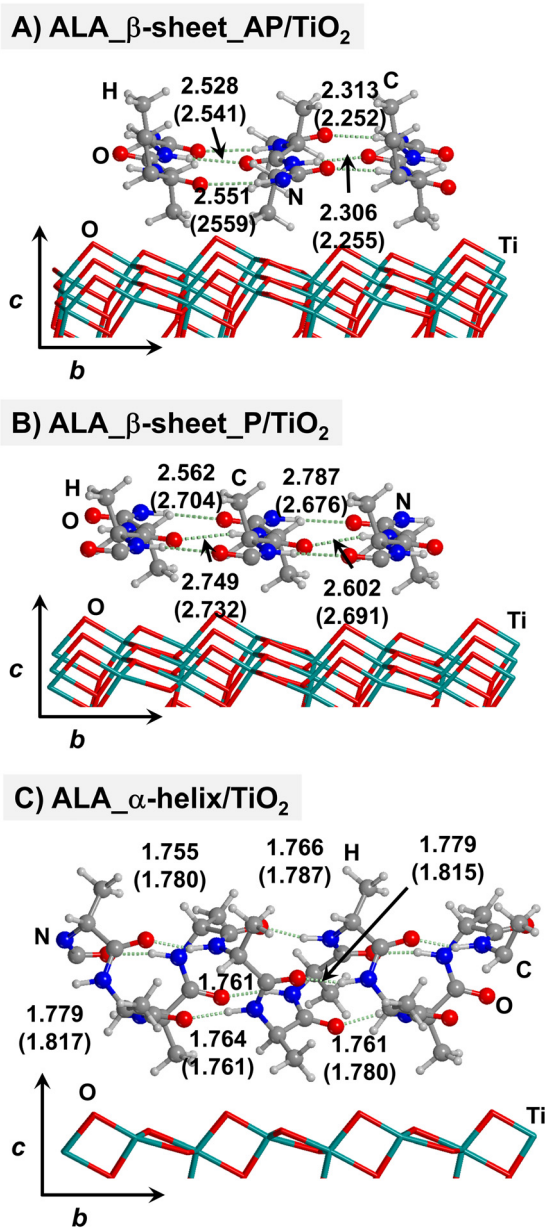 A) ALA_β-sheet_AP/TiO2
H
2.528
(2.541)
2.313
(2.252)
C
O
2.551
(2559)
N
2.306
(2.255)
O
Ti
c
b
B) ALA_β-sheet_P/TiO2
H
O
2.562
(2.704)
C
2.787
(2.676)
N
2.749
(2.732)
2.602
(2.691)
O
Ti
c
b
C) ALA_α-helix/TiO2
1.755
(1.780)
1.766
(1.787)
H
1.779
(1.815)
N
C
1.761
O
1.779
(1.817)
1.764
(1.761)
1.761
(1.780)
O
Ti
c
b